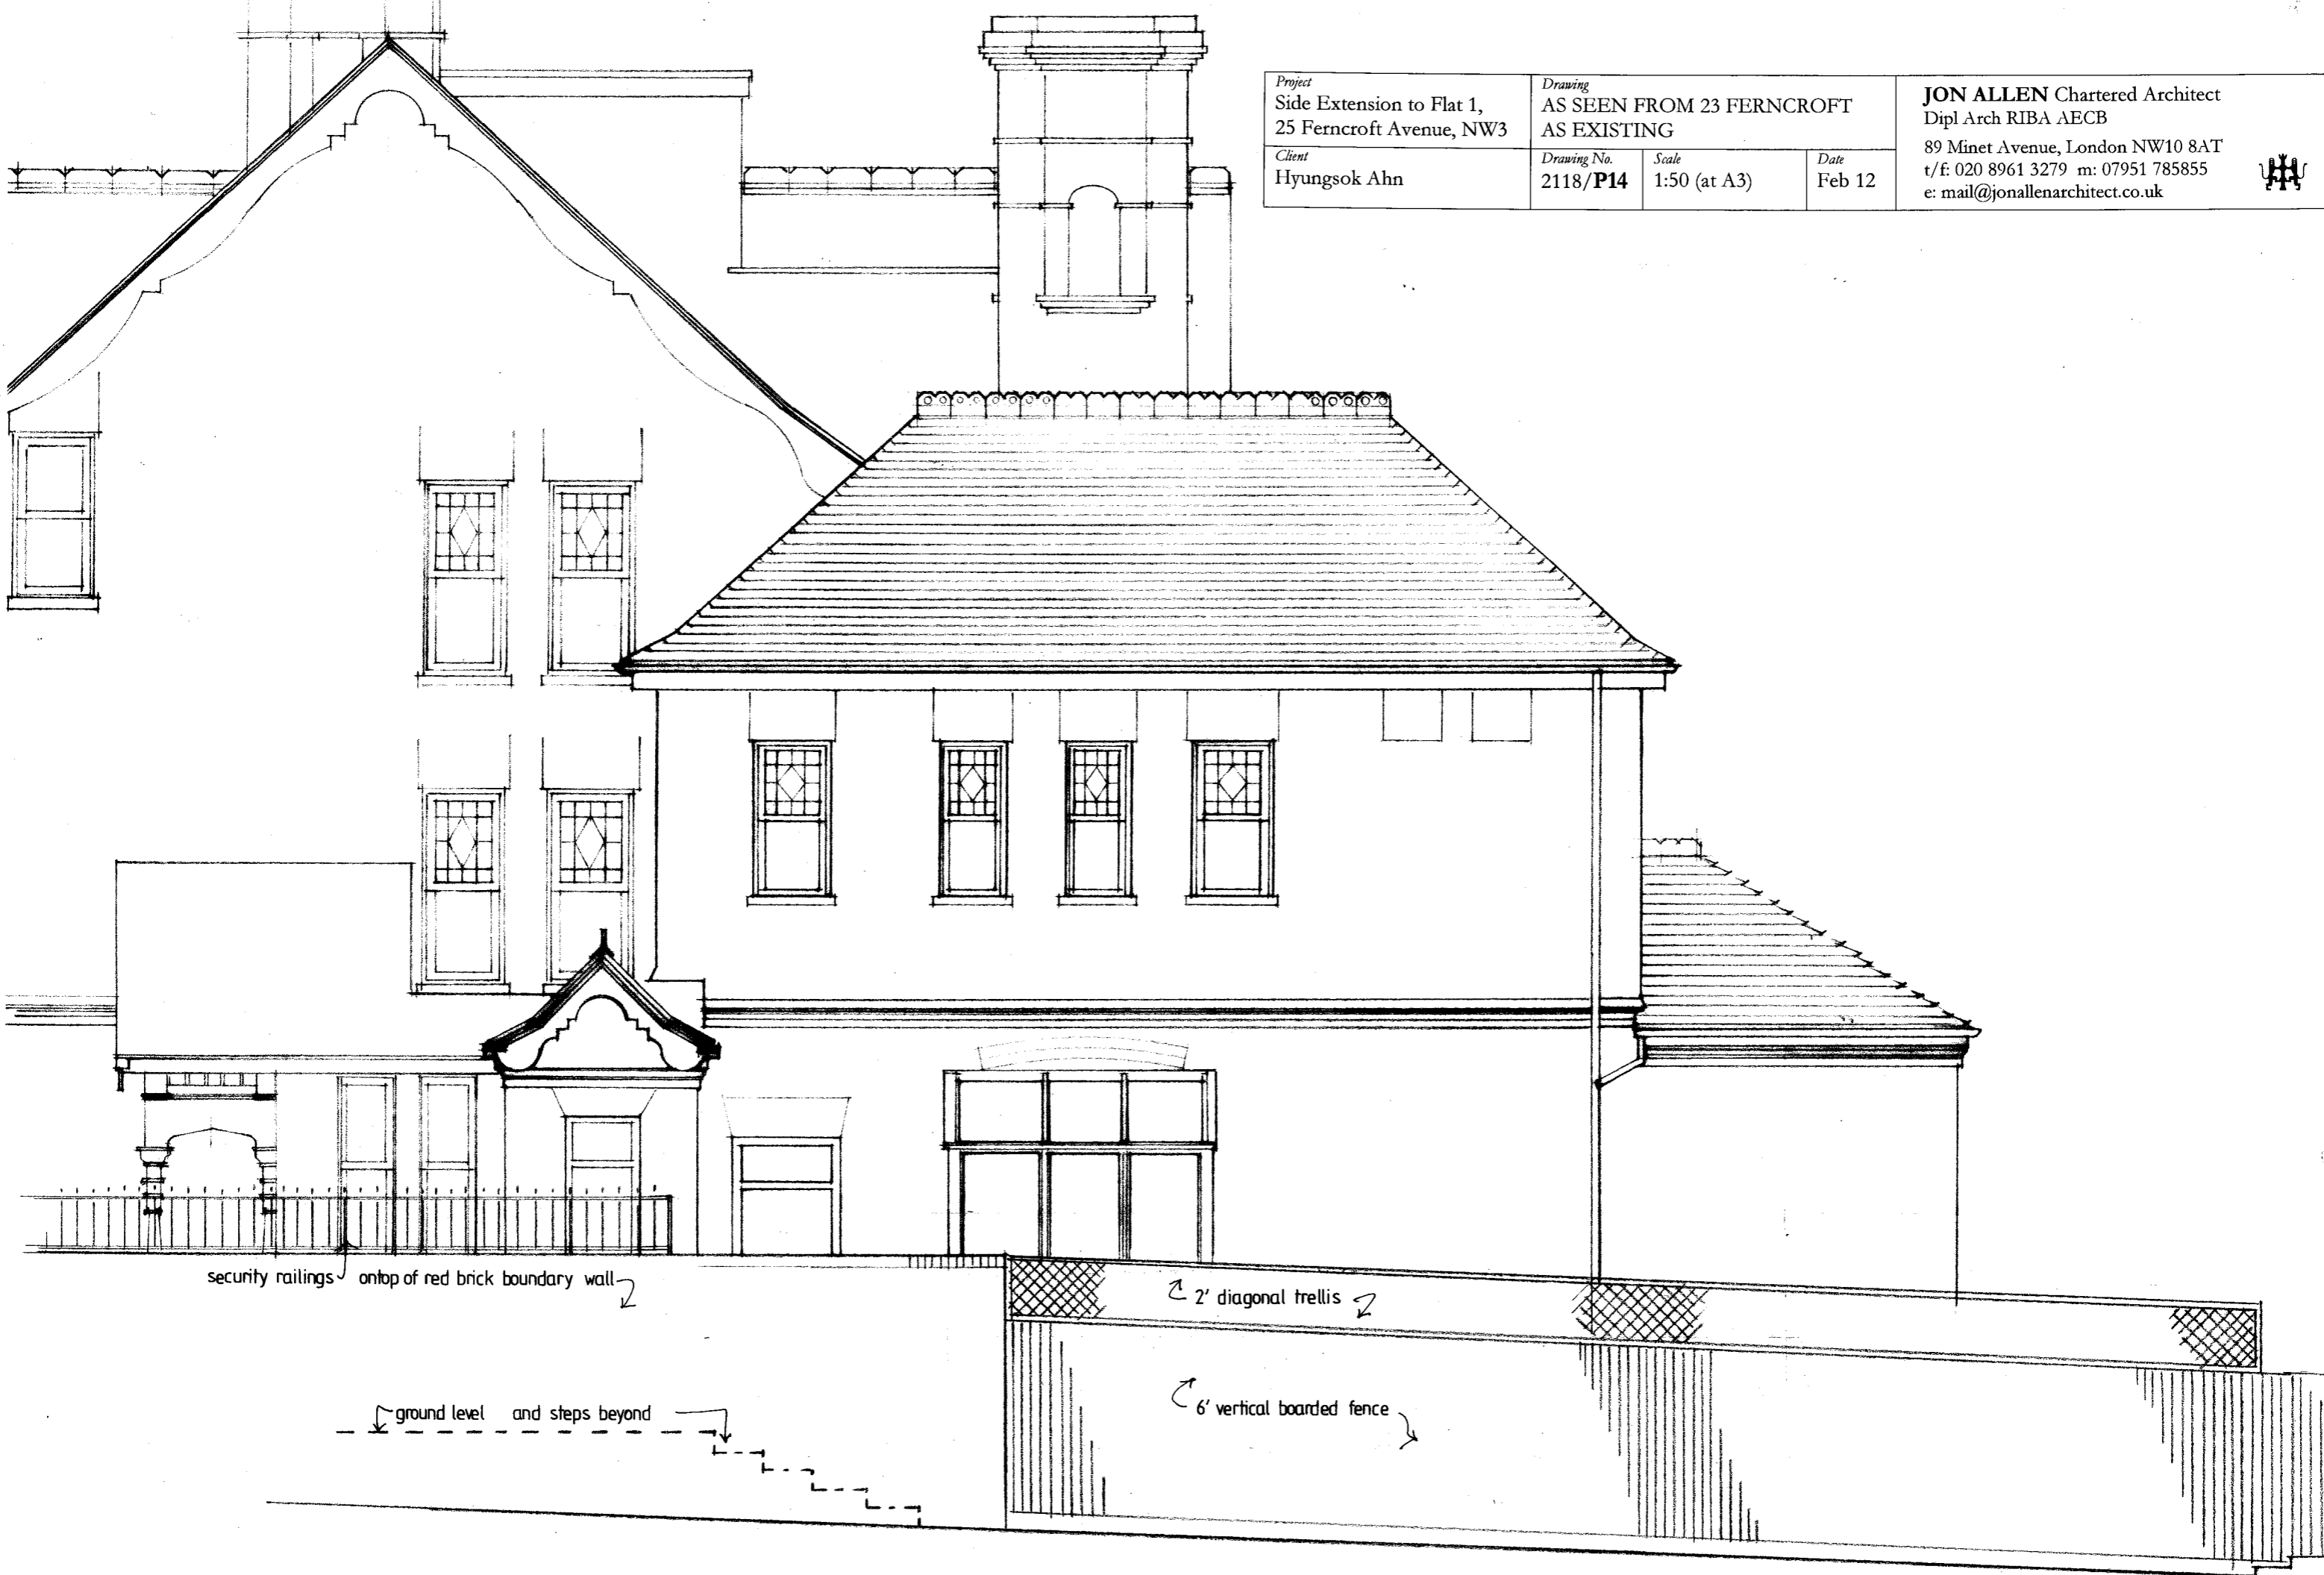 Project
Side Extension to Flat 1,
25 Ferncroft Avenue, NW3
Client
Hyungsok Ahn
Drawing
AS SEEN FROM 23 FERNCROFT
AS EXISTING
Drawing No.
2118/P14
Scale
1:50 (at A3)
Date
Feb 12
JON ALLEN Chartered Architect
Dipl Arch RIBA AECB
89 Minet Avenue, London NW10 8AT
t/f: 020 8961 3279 m: 07951 785855
e: mail@jonallenarchitect.co.uk
security railings ontop of red brick boundary wall
2' diagonal trellis
ground level and steps beyond
6' vertical boarded fence